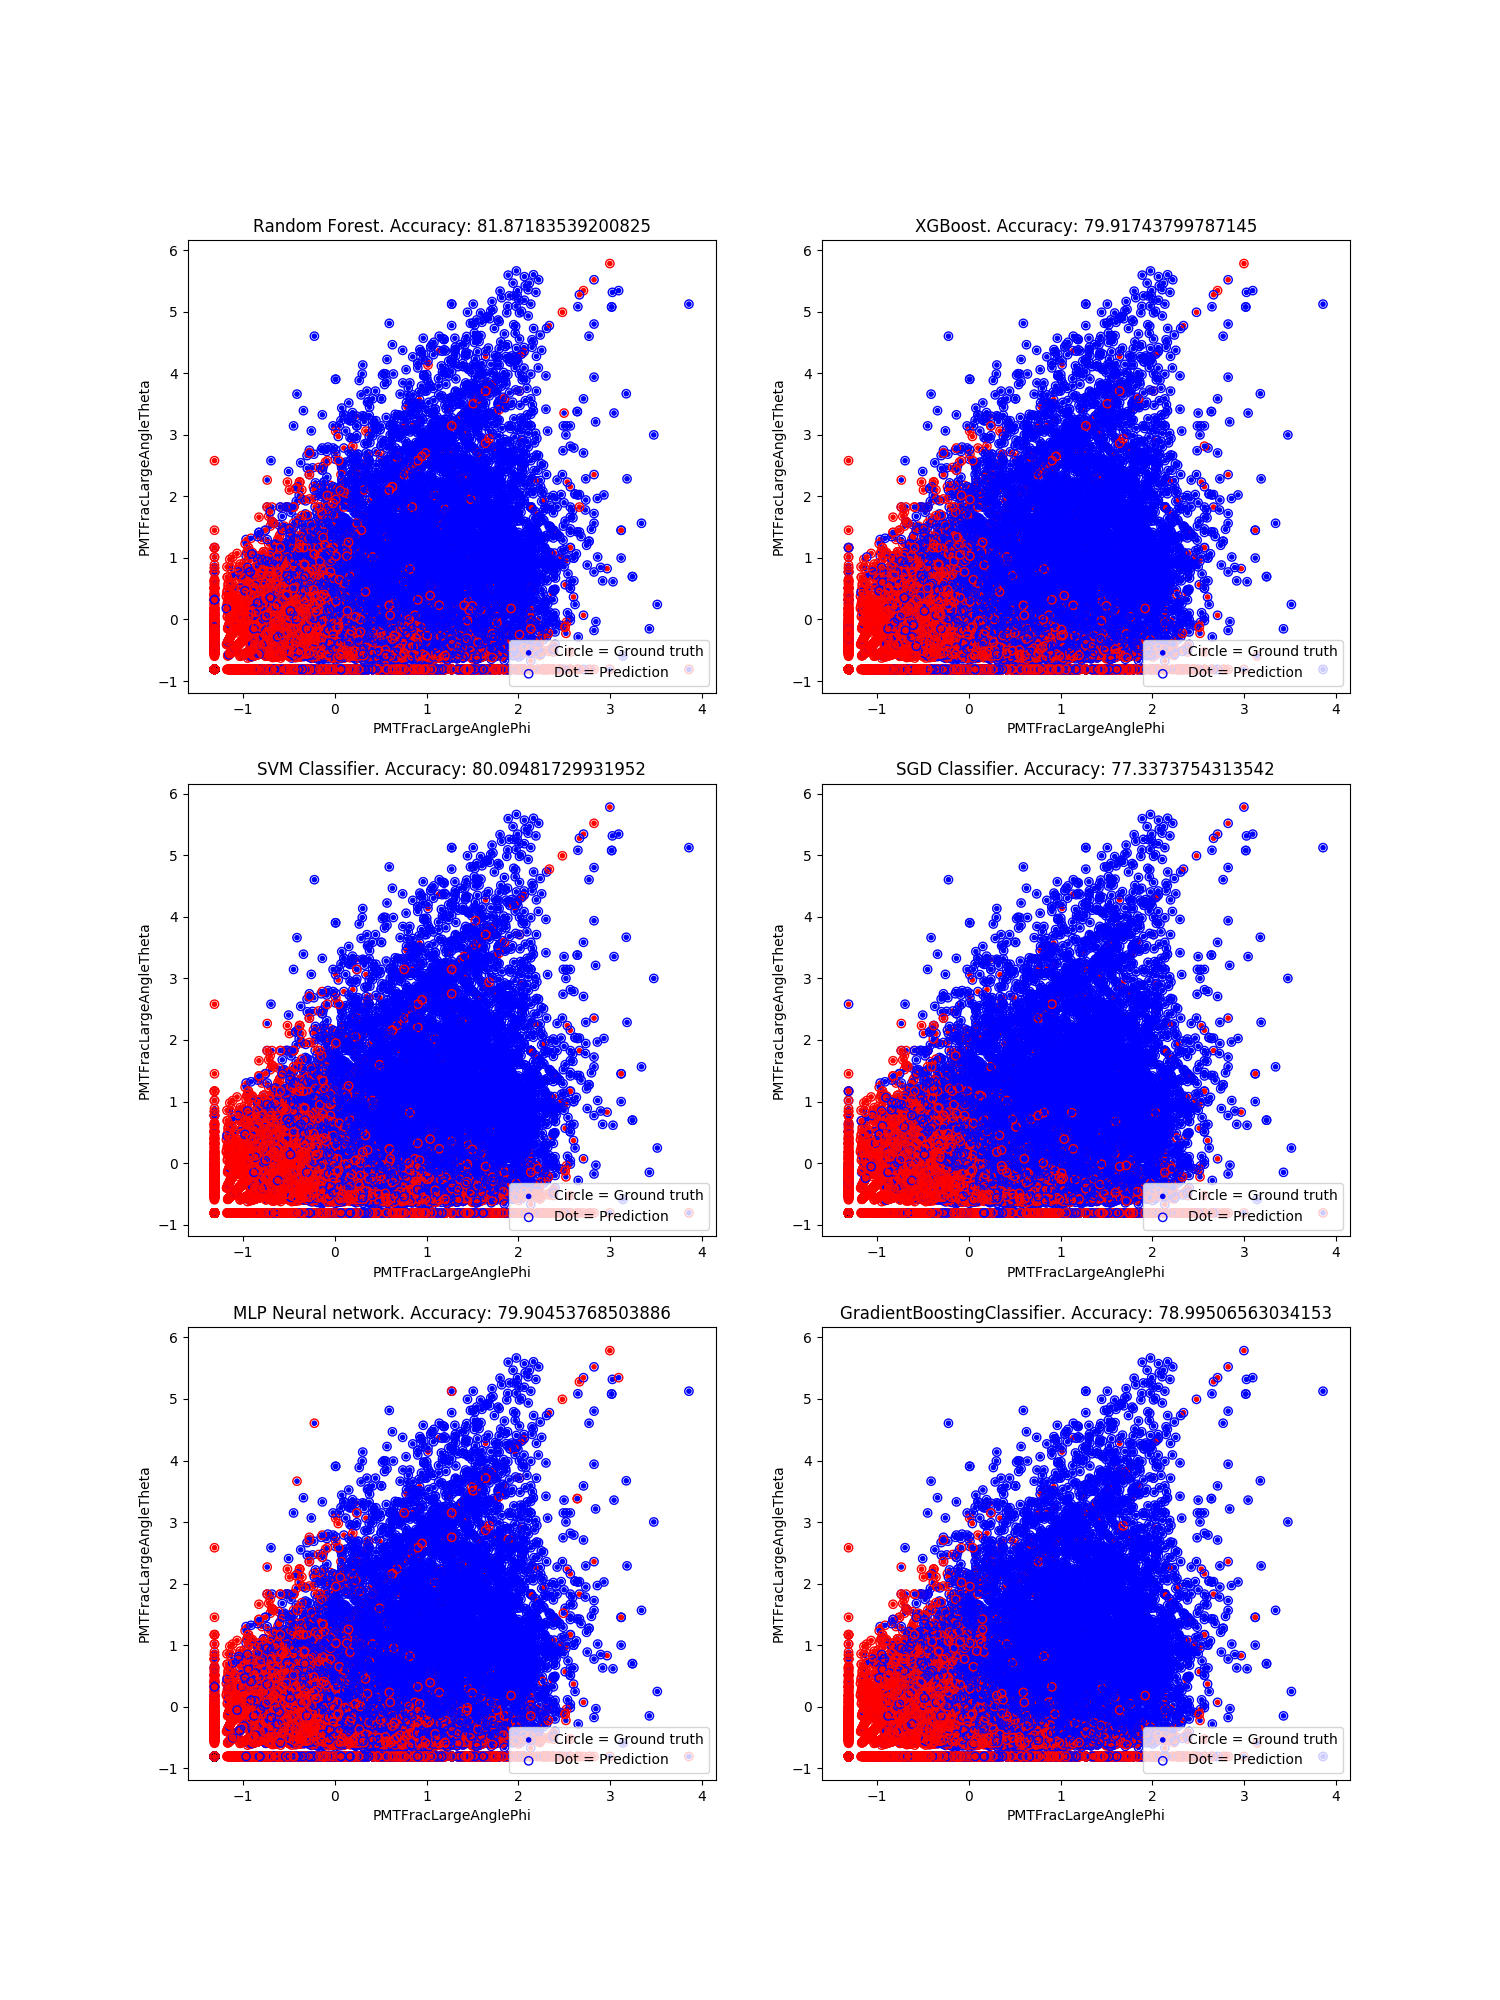 Random Forest. Accuracy: 81.87183539200825
6
5
4
3
2
1
0
−1
PMTFracLargeAngleTheta
Circle = Ground truth
Dot = Prediction
−1 0 1 2 3 4
PMTFracLargeAnglePhi
XGBoost. Accuracy: 79.91743799787145
6
5
4
3
2
1
0
−1
PMTFracLargeAngleTheta
Circle = Ground truth
Dot = Prediction
−1 0 1 2 3 4
PMTFracLargeAnglePhi
SVM Classifier. Accuracy: 80.09481729931952
6
5
4
3
2
1
0
−1
PMTFracLargeAngleTheta
Circle = Ground truth
Dot = Prediction
−1 0 1 2 3 4
PMTFracLargeAnglePhi
SGD Classifier. Accuracy: 77.3373754313542
6
5
4
3
2
1
0
−1
PMTFracLargeAngleTheta
Circle = Ground truth
Dot = Prediction
−1 0 1 2 3 4
PMTFracLargeAnglePhi
MLP Neural network. Accuracy: 79.90453768503886
6
5
4
3
2
1
0
−1
PMTFracLargeAngleTheta
Circle = Ground truth
Dot = Prediction
−1 0 1 2 3 4
PMTFracLargeAnglePhi
GradientBoostingClassifier. Accuracy: 78.99506563034153
6
5
4
3
2
1
0
−1
PMTFracLargeAngleTheta
Circle = Ground truth
Dot = Prediction
−1 0 1 2 3 4
PMTFracLargeAnglePhi